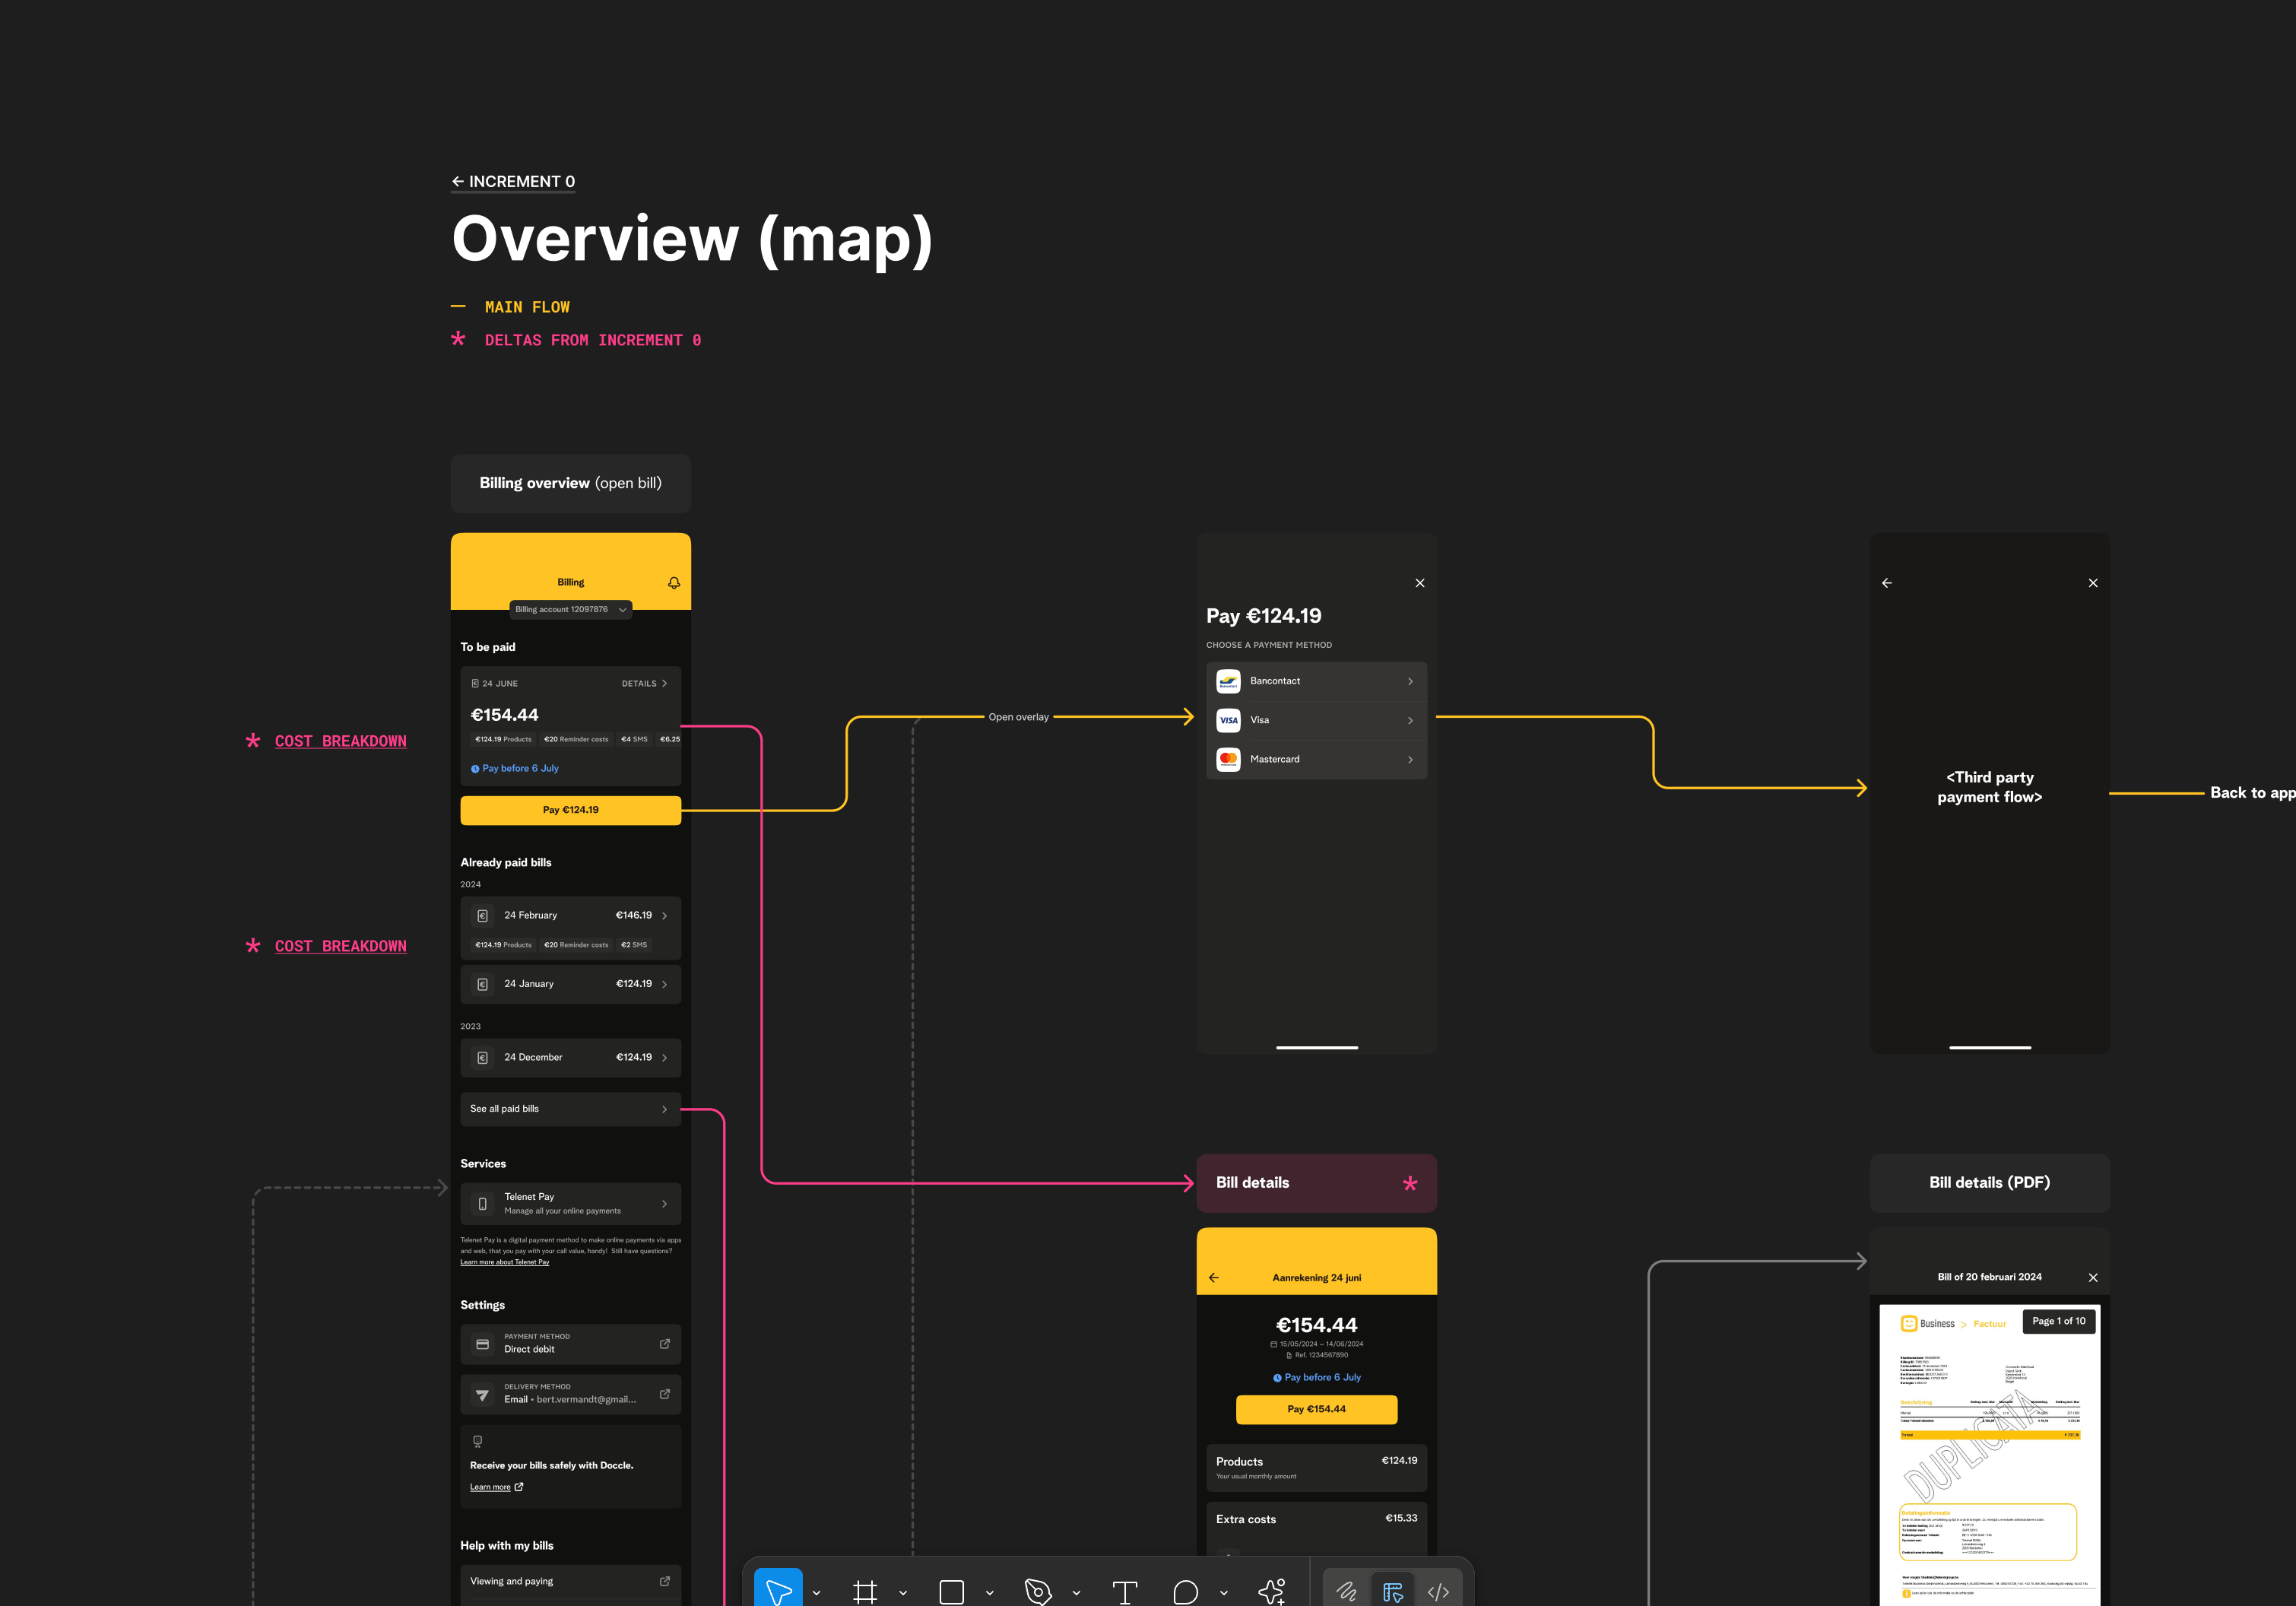 ← INCREMENT 0
Overview (map)
— MAIN FLOW
* DELTAS FROM INCREMENT 0
Billing overview (open bill)
Billing
Billing account 12097876
To be paid
24 JUNE
DETAILS
€154.44
€124.19 Products
€20 Reminder costs
€4 SMS
€6.25
Pay before 6 July
Pay €124.19
* COST BREAKDOWN
Already paid bills
2024
24 February
€146.19
€124.19 Products
€20 Reminder costs
€2 SMS
* COST BREAKDOWN
24 January
€124.19
2023
24 December
€124.19
See all paid bills
Services
Telenet Pay
Manage all your online payments
Telenet Pay is a digital payment method to make online payments via apps
and web, that you pay with your call value, handy! Still have questions?
Learn more about Telenet Pay
Settings
PAYMENT METHOD
Direct debit
DELIVERY METHOD
Email • bert.vermandt@gmail...
Receive your bills safely with Doccle.
Learn more
Help with my bills
Viewing and paying
Open overlay
Pay €124.19
CHOOSE A PAYMENT METHOD
Bancontact
VISA
Visa
Mastercard
<Third party
payment flow>
Back to app
Bill details *
Aanrekening 24 juni
€154.44
15/05/2024 – 14/06/2024
Ref. 1234567890
Pay before 6 July
Pay €154.44
Products
€124.19
Your usual monthly amount
Extra costs
€15.33
Bill details (PDF)
Bill of 20 februari 2024
Business > Factuur
Page 1 of 10
DUPLICATA
Betalingsinformatie